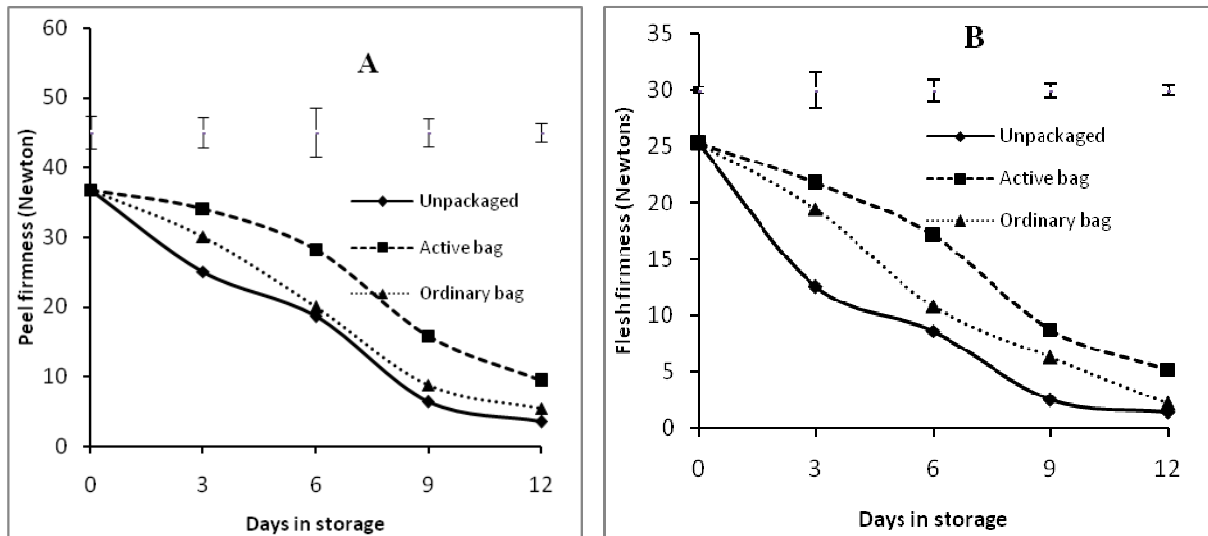 A
Peel firmness (Newton)
60
50
40
30
20
10
0
Unpackaged
Active bag
Ordinary bag
0 3 6 9 12
Days in storage
B
Flesh firmness (Newtons)
35
30
25
20
15
10
5
0
Unpackaged
Active bag
Ordinary bag
0 3 6 9 12
Days in storage